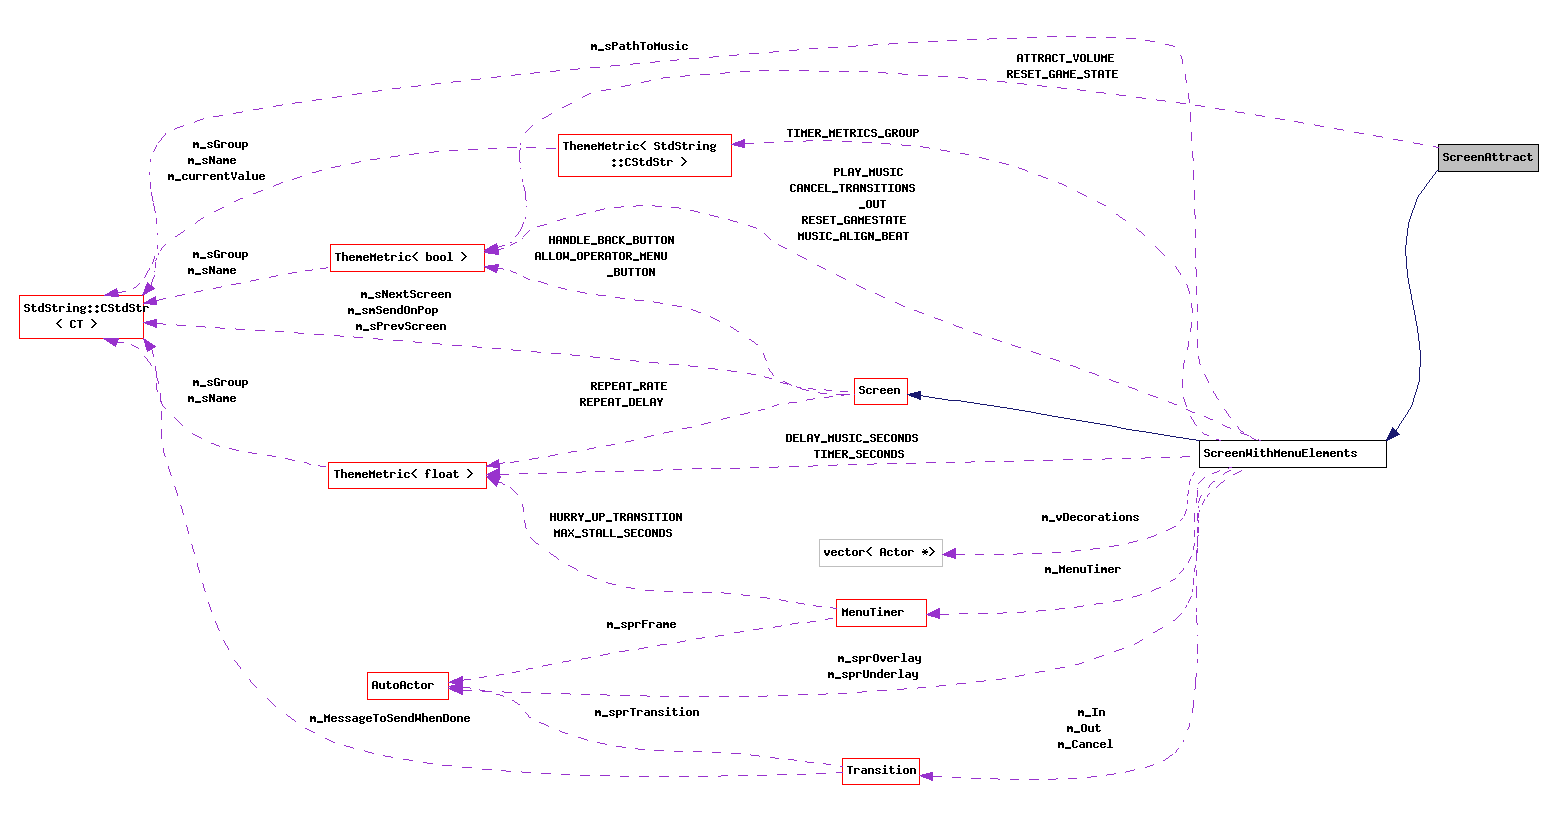 m_sPathToMusic
ATTRACT_VOLUME
RESET_GAME_STATE
TIMER_METRICS_GROUP
m_sGroup
m_sName
m_currentValue
ThemeMetric< StdString
::CStdStr >
ScreenAttract
PLAY_MUSIC
CANCEL_TRANSITIONS
_OUT
RESET_GAMESTATE
MUSIC_ALIGN_BEAT
HANDLE_BACK_BUTTON
ALLOW_OPERATOR_MENU
_BUTTON
m_sGroup
m_sName
ThemeMetric< bool >
StdString::CStdStr
< CT >
m_sNextScreen
m_smSendOnPop
m_sPrevScreen
m_sGroup
m_sName
REPEAT_RATE
REPEAT_DELAY
Screen
DELAY_MUSIC_SECONDS
TIMER_SECONDS
ScreenWithMenuElements
ThemeMetric< float >
HURRY_UP_TRANSITION
MAX_STALL_SECONDS
m_vDecorations
vector< Actor *>
m_MenuTimer
MenuTimer
m_sprFrame
m_sprOverlay
m_sprUnderlay
AutoActor
m_MessageToSendWhenDone
m_sprTransition
m_In
m_Out
m_Cancel
Transition